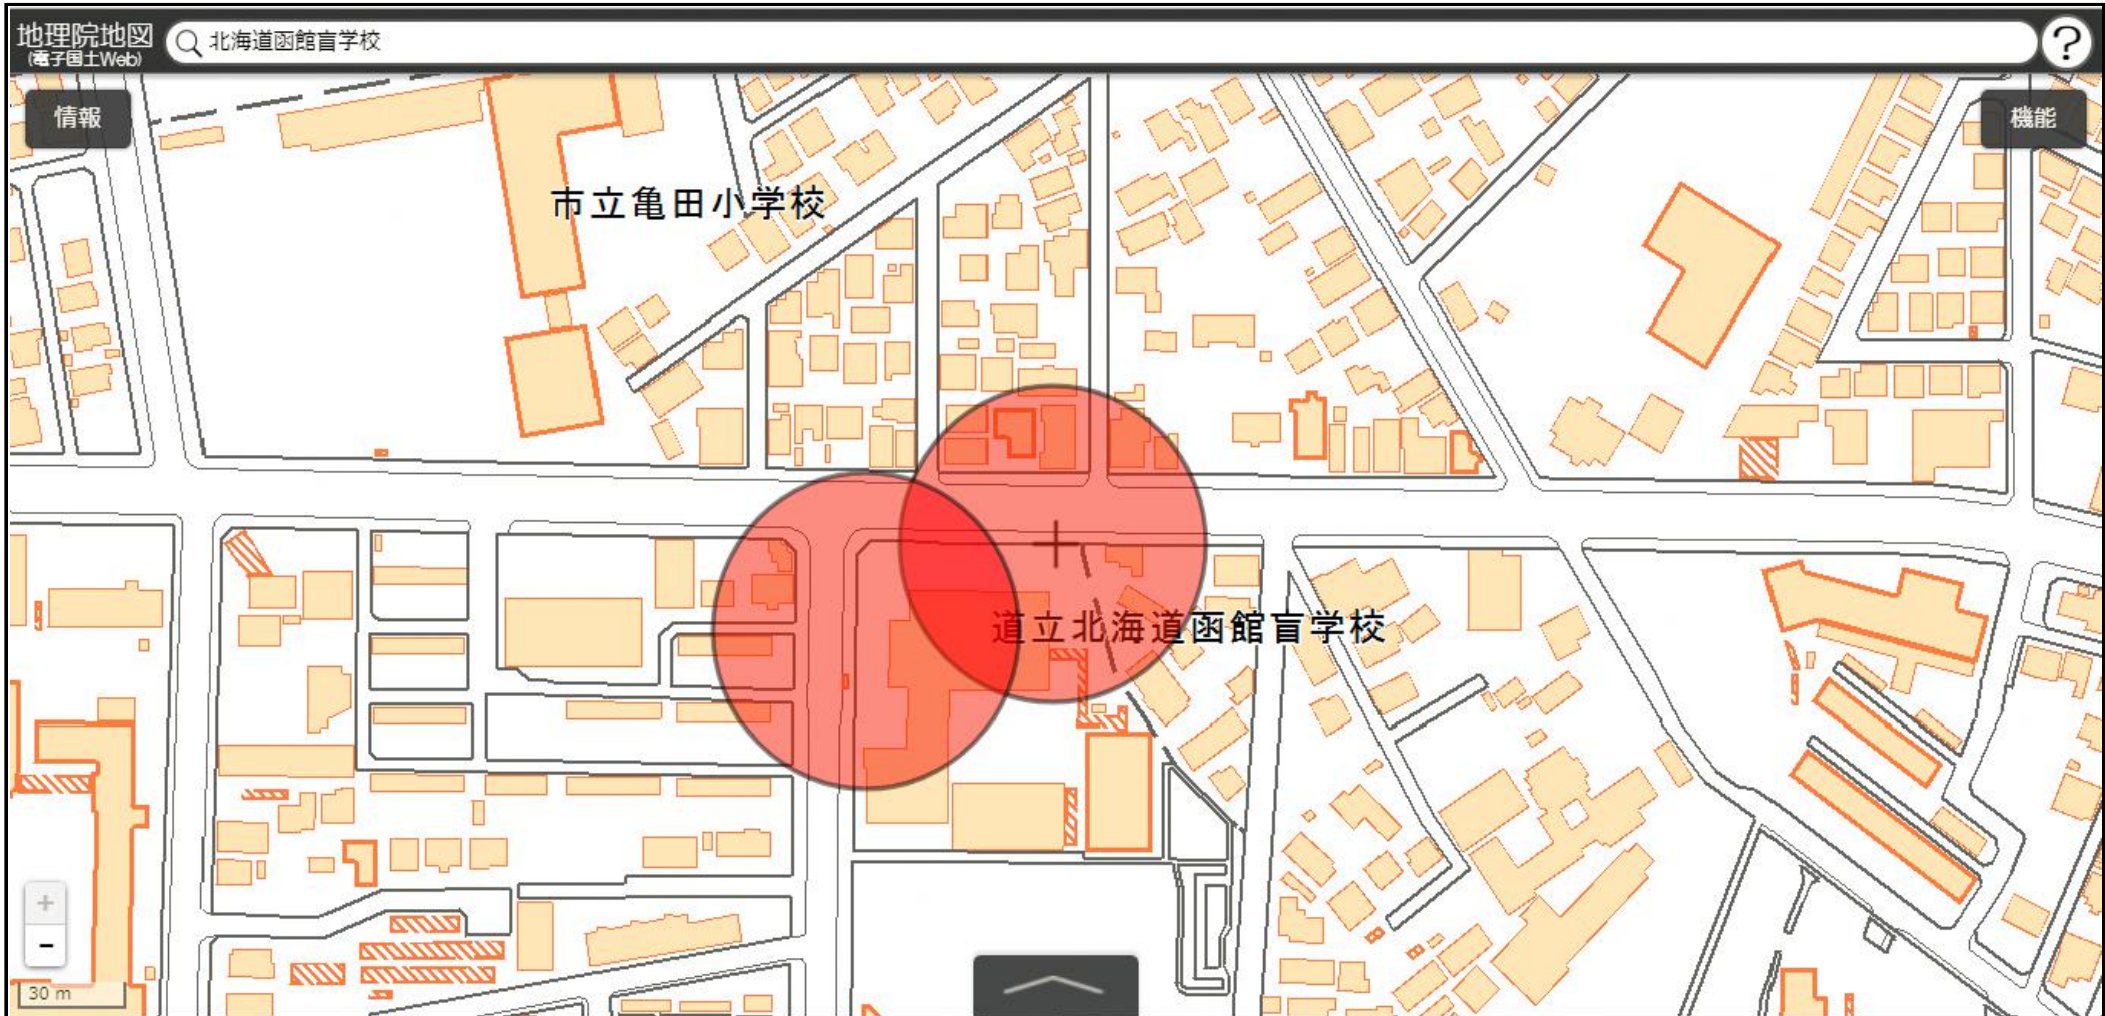 地理院地図
(電子国土Web)
北海道函館盲学校
?
情報
機能
市立亀田小学校
道立北海道函館盲学校
+
-
30 m